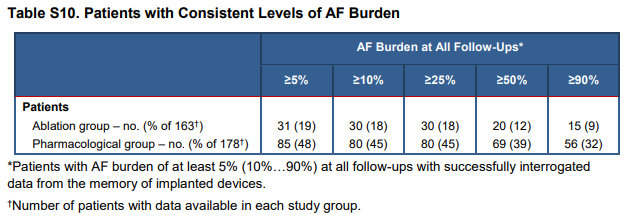 Table S10. Patients with Consistent Levels of AF Burden
AF Burden at All Follow-Ups*
≥5% ≥10% ≥25% ≥50% ≥90%
Patients
Ablation group – no. (% of 163†) 31 (19) 30 (18) 30 (18) 20 (12) 15 (9)
Pharmacological group – no. (% of 178†) 85 (48) 80 (45) 80 (45) 69 (39) 56 (32)
*Patients with AF burden of at least 5% (10%…90%) at all follow-ups with successfully interrogated
data from the memory of implanted devices.
†Number of patients with data available in each study group.